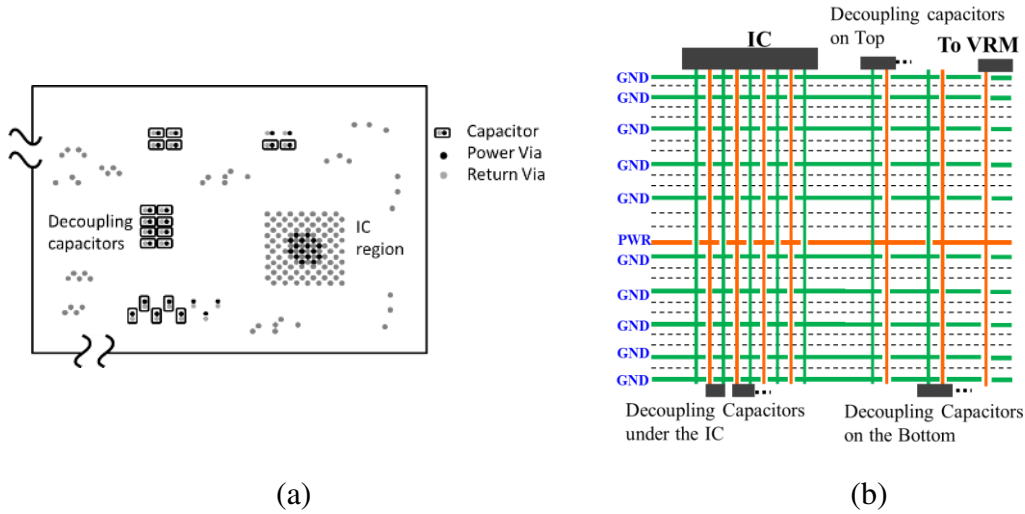 Capacitor
Power Via
Return Via
Decoupling
capacitors
IC
region
(a)
Decoupling capacitors
on Top
IC
To VRM
GND
GND
GND
GND
GND
PWR
GND
GND
GND
GND
GND
Decoupling Capacitors
under the IC
Decoupling Capacitors
on the Bottom
(b)